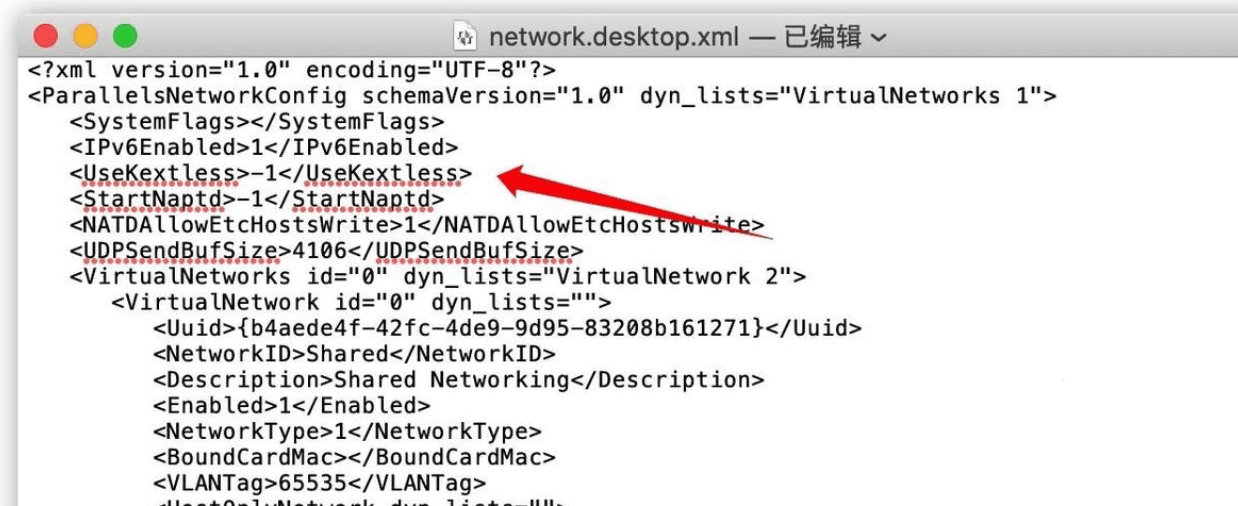 network.desktop.xml — 已编辑
<?xml version="1.0" encoding="UTF-8"?>
<ParallelsNetworkConfig schemaVersion="1.0" dyn_lists="VirtualNetworks 1">
<SystemFlags></SystemFlags>
<IPv6Enabled>1</IPv6Enabled>
<UseKextless>-1</UseKextless>
<StartNaptd>-1</StartNaptd>
<NATDAllowEtcHostsWrite>1</NATDAllowEtcHostsWrite>
<UDPSendBufSize>4106</UDPSendBufSize>
<VirtualNetworks id="0" dyn_lists="VirtualNetwork 2">
<VirtualNetwork id="0" dyn_lists="">
<Uuid>{b4aede4f-42fc-4de9-9d95-83208b161271}</Uuid>
<NetworkID>Shared</NetworkID>
<Description>Shared Networking</Description>
<Enabled>1</Enabled>
<NetworkType>1</NetworkType>
<BoundCardMac></BoundCardMac>
<VLANTag>65535</VLANTag>
<HostOnlyNetwork dyn_lists="">